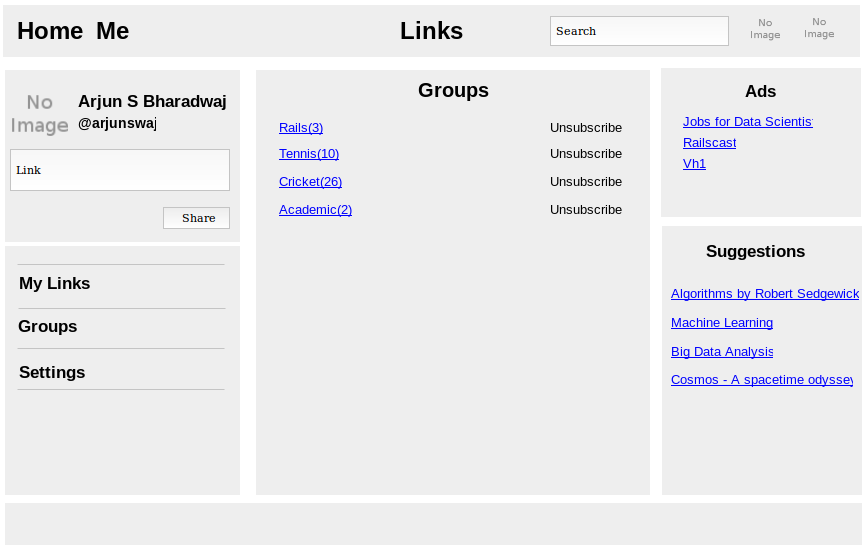 Home Me Links Search No Image No Image
No Image
Arjun S Bharadwaj
@arjunswaj
Link
Share
My Links
Groups
Settings
Groups
Rails(3) Unsubscribe
Tennis(10) Unsubscribe
Cricket(26) Unsubscribe
Academic(2) Unsubscribe
Ads
Jobs for Data Scientist
Railscast
Vh1
Suggestions
Algorithms by Robert Sedgewick
Machine Learning
Big Data Analysis
Cosmos - A spacetime odyssey